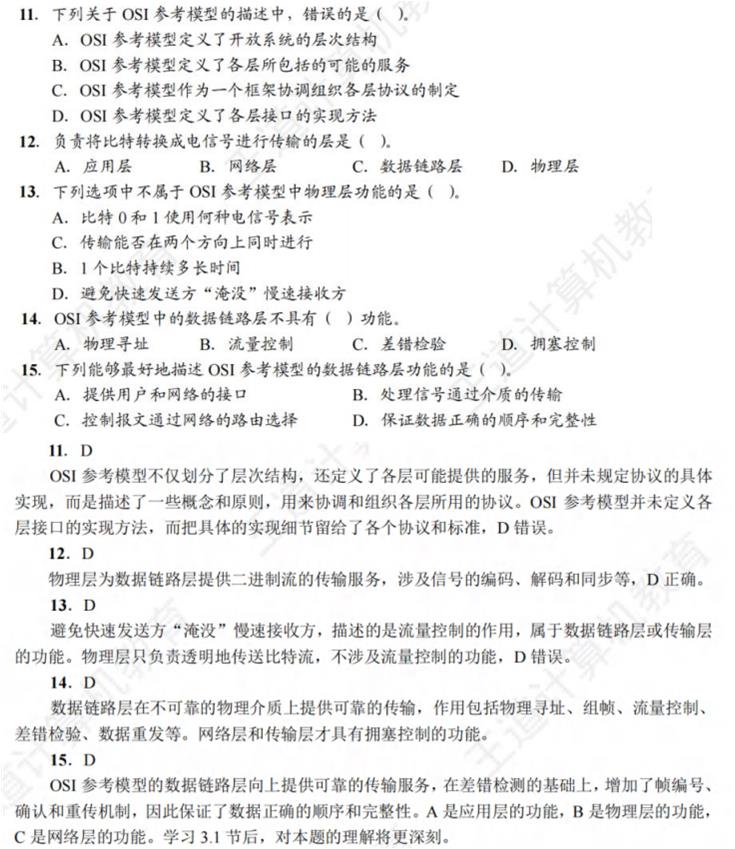 11. 下列关于 OSI 参考模型的描述中，错误的是（ ）。
A. OSI 参考模型定义了开放系统的层次结构
B. OSI 参考模型定义了各层所包括的可能的服务
C. OSI 参考模型作为一个框架协调组织各层协议的制定
D. OSI 参考模型定义了各层接口的实现方法
12. 负责将比特转换成电信号进行传输的层是（ ）。
A. 应用层 B. 网络层 C. 数据链路层 D. 物理层
13. 下列选项中不属于 OSI 参考模型中物理层功能的是（ ）。
A. 比特 0 和 1 使用何种电信号表示
C. 传输能否在两个方向上同时进行
B. 1 个比特持续多长时间
D. 避免快速发送方“淹没”慢速接收方
14. OSI 参考模型中的数据链路层不具有（ ）功能。
A. 物理寻址 B. 流量控制 C. 差错检验 D. 拥塞控制
15. 下列能够最好地描述 OSI 参考模型的数据链路层功能的是（ ）。
A. 提供用户和网络的接口 B. 处理信号通过介质的传输
C. 控制报文通过网络的路由选择 D. 保证数据正确的顺序和完整性
11. D
OSI 参考模型不仅划分了层次结构，还定义了各层可能提供的服务，但并未规定协议的具体
实现，而是描述了一些概念和原则，用来协调和组织各层所用的协议。OSI 参考模型并未定义各
层接口的实现方法，而把具体的实现细节留给了各个协议和标准，D 错误。
12. D
物理层为数据链路层提供二进制流的传输服务，涉及信号的编码、解码和同步等，D 正确。
13. D
避免快速发送方“淹没”慢速接收方，描述的是流量控制的作用，属于数据链路层或传输层
的功能。物理层只负责透明地传送比特流，不涉及流量控制的功能，D 错误。
14. D
数据链路层在不可靠的物理介质上提供可靠的传输，作用包括物理寻址、组帧、流量控制、
差错检验、数据重发等。网络层和传输层才具有拥塞控制的功能。
15. D
OSI 参考模型的数据链路层向上提供可靠的传输服务，在差错检测的基础上，增加了帧编号、
确认和重传机制，因此保证了数据正确的顺序和完整性。A 是应用层的功能，B 是物理层的功能，
C 是网络层的功能。学习 3.1 节后，对本题的理解将更深刻。
王道计算机教育